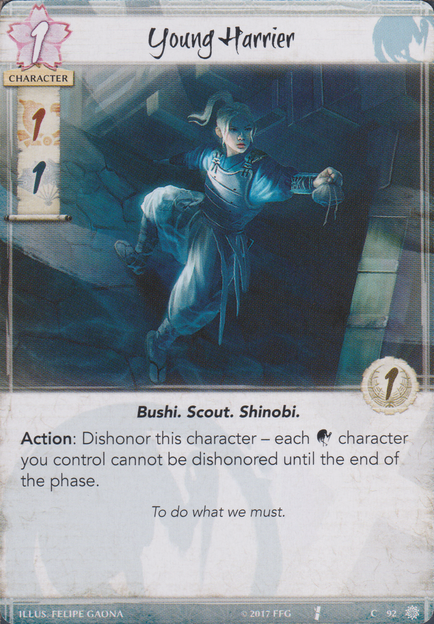 1
Young Harrier
CHARACTER
1
1
1
Bushi. Scout. Shinobi.
Action: Dishonor this character – each character
you control cannot be dishonored until the end of
the phase.
To do what we must.
ILLUS. FELIPE GAONA © 2017 FFG 1 C 92